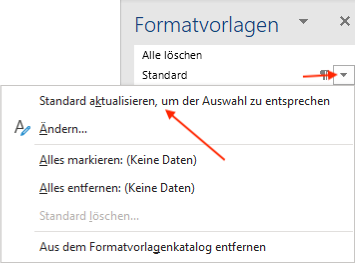 Formatvorlagen
Alle löschen
Standard ¶
Standard aktualisieren, um der Auswahl zu entsprechen
Ändern...
Alles markieren: (Keine Daten)
Alles entfernen: (Keine Daten)
Standard löschen...
Aus dem Formatvorlagenkatalog entfernen